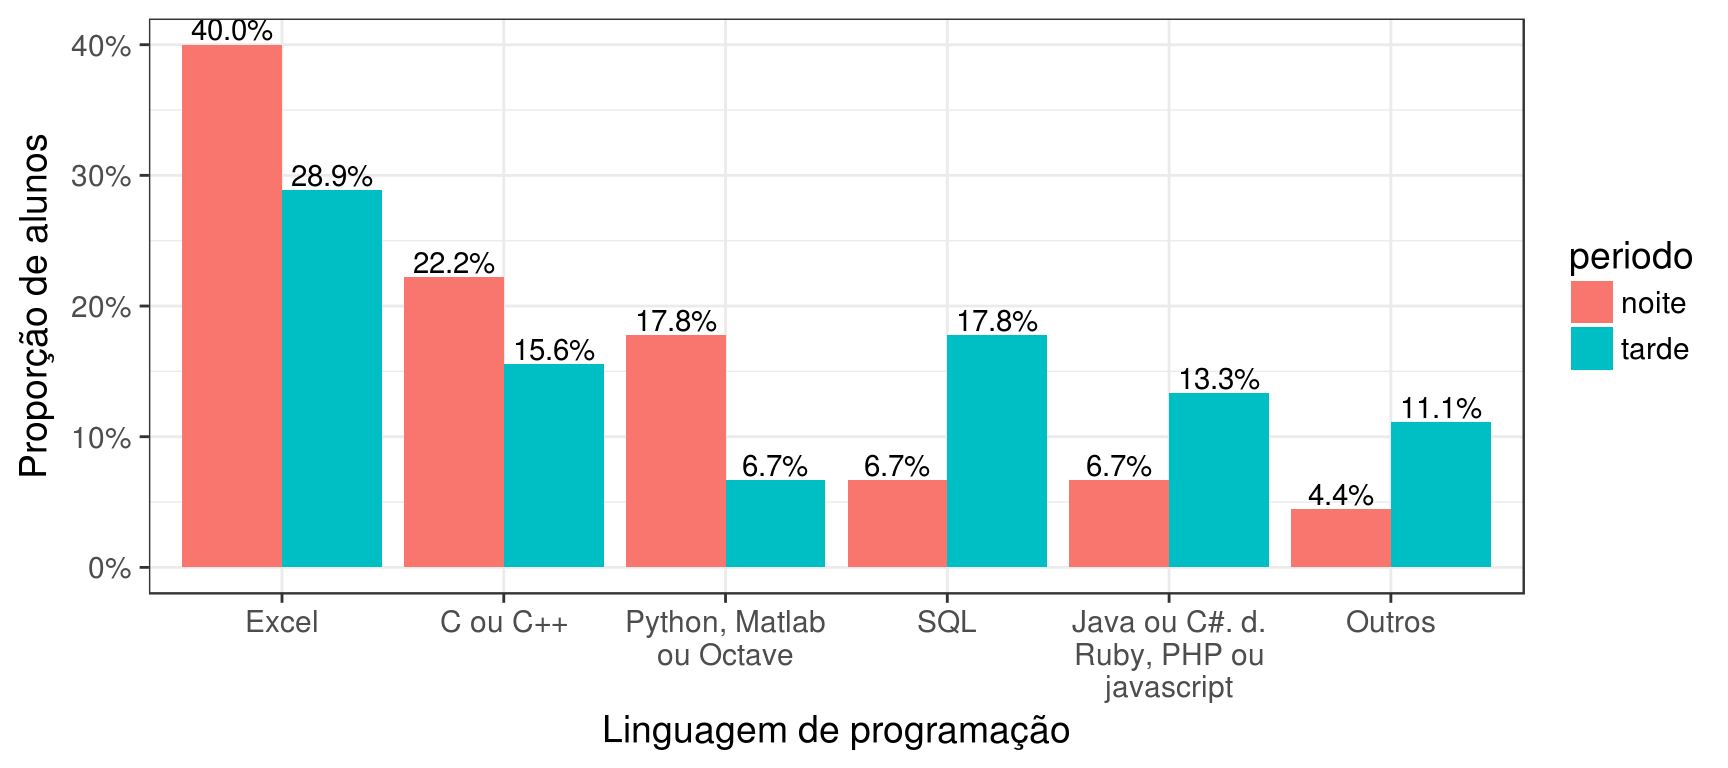 Proporção de alunos
40%
30%
20%
10%
0%
40.0%
28.9%
22.2%
15.6%
17.8%
6.7%
6.7%
17.8%
6.7%
13.3%
4.4%
11.1%
Excel
C ou C++
Python, Matlab
ou Octave
SQL
Java ou C#. d.
Ruby, PHP ou
javascript
Outros
Linguagem de programação
periodo
noite
tarde